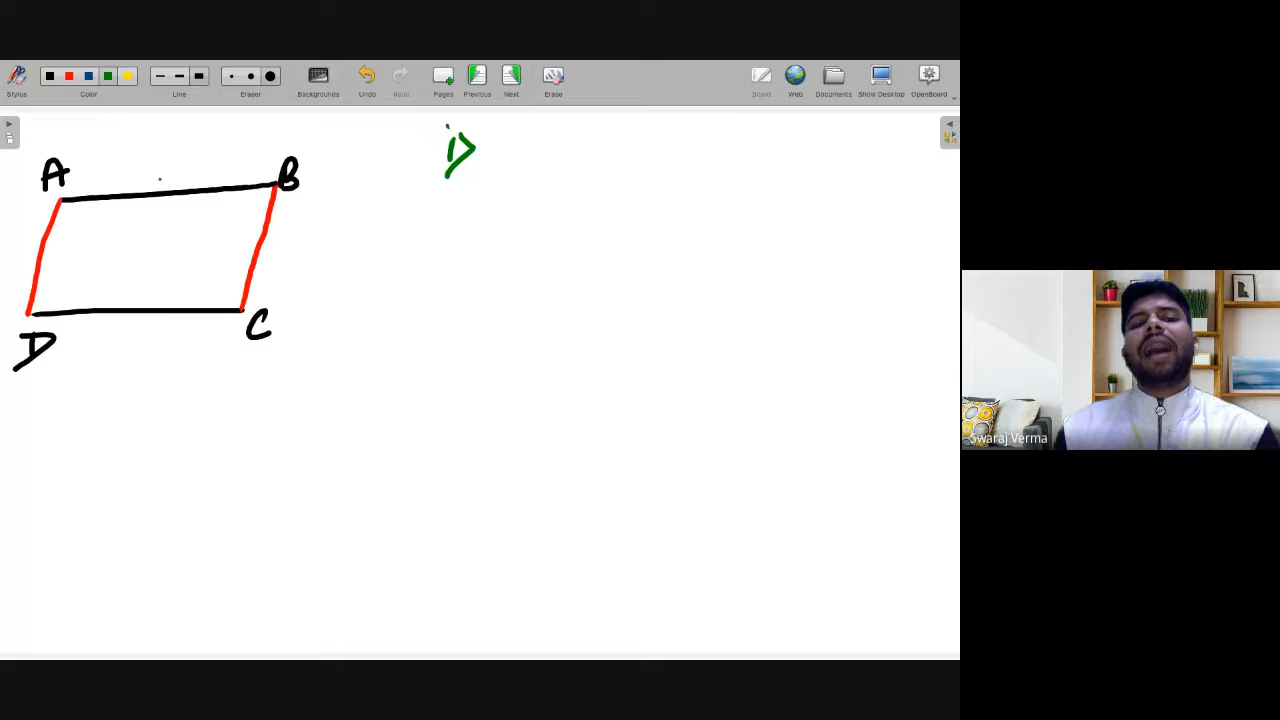 Stylus Color Line Eraser Backgrounds Undo Redo Pages Previous Next Erase Board Web Documents Show Desktop OpenBoard
i>
A B
D C
Swaraj Verma